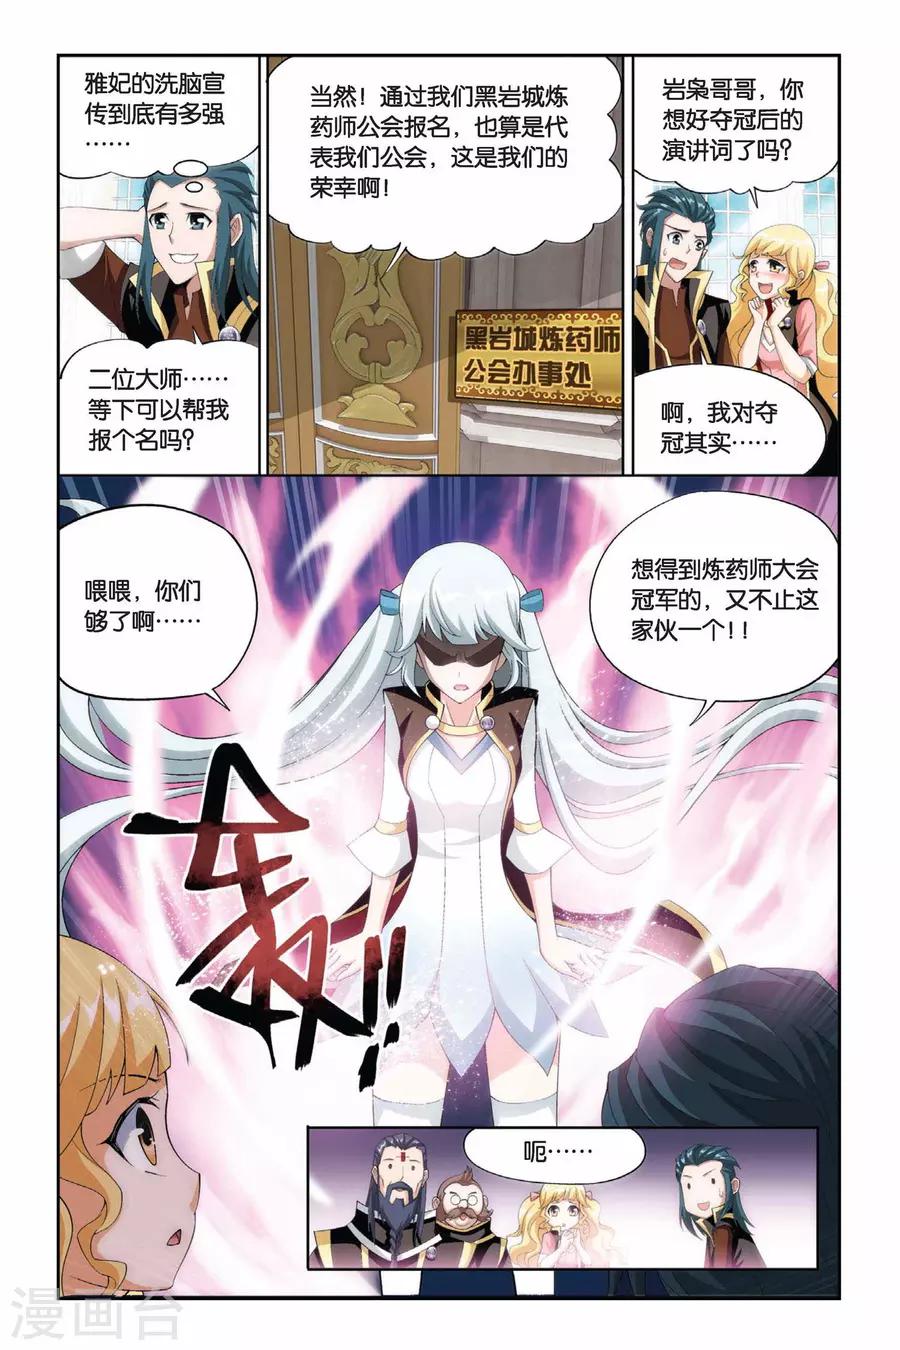 雅妃的洗脑宣
传到底有多强
……
二位大师……
等下可以帮我
报个名吗？
当然！通过我们黑岩城炼
药师公会报名，也算是代
表我们公会，这是我们的
荣幸啊！
黑岩城炼药师
公会办事处
岩枭哥哥，你
想好夺冠后的
演讲词了吗？
啊，我对夺
冠其实……
喂喂，你们
够了啊……
想得到炼药师大会
冠军的，又不止这
家伙一个！！
呃……
漫画台